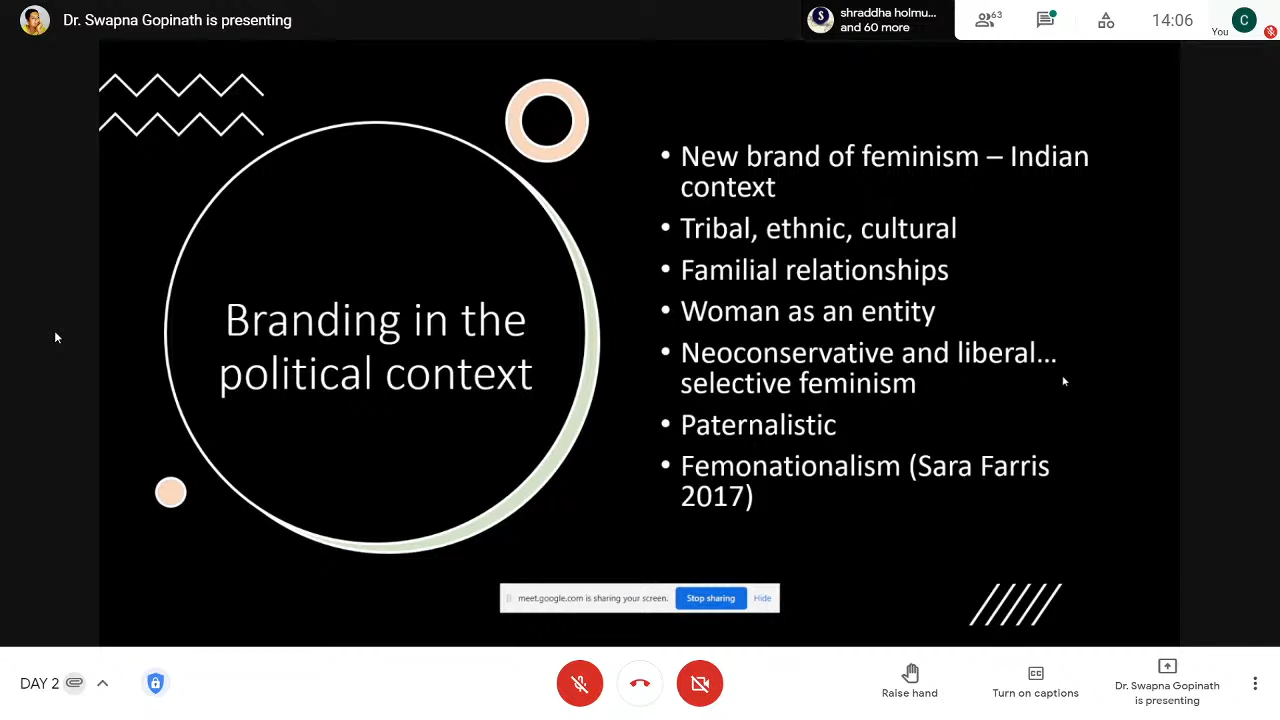 Dr. Swapna Gopinath is presenting
S
shraddha holmu...
and 60 more
63
14:06
You
C
Branding in the
political context
• New brand of feminism – Indian
context
• Tribal, ethnic, cultural
• Familial relationships
• Woman as an entity
• Neoconservative and liberal...
selective feminism
• Paternalistic
• Femonationalism (Sara Farris
2017)
meet.google.com is sharing your screen.
Stop sharing
Hide
DAY 2
Raise hand
CC
Turn on captions
Dr. Swapna Gopinath
is presenting